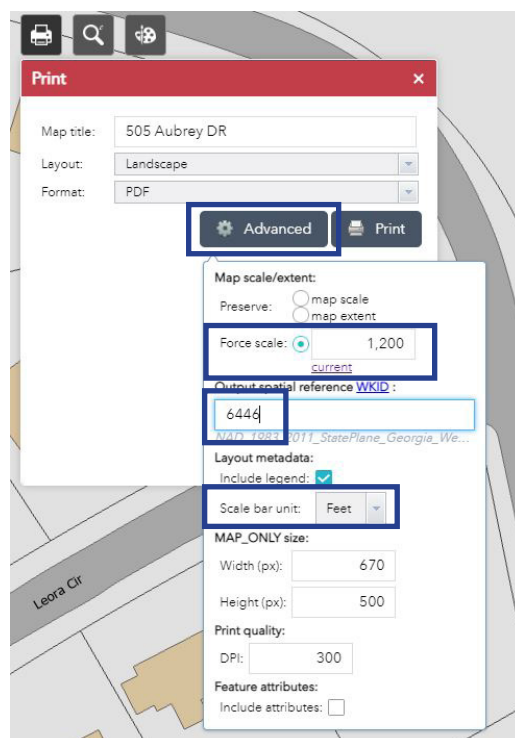 Print
Map title: 505 Aubrey DR
Layout: Landscape
Format: PDF
Advanced Print
Map scale/extent:
Preserve: map scale
map extent
Force scale: 1,200
current
Output spatial reference WKID :
6446
NAD_1983_2011_StatePlane_Georgia_We...
Layout metadata:
Include legend:
Scale bar unit: Feet
MAP_ONLY size:
Width (px): 670
Height (px): 500
Print quality:
DPI: 300
Feature attributes:
Include attributes:
Leora Cir